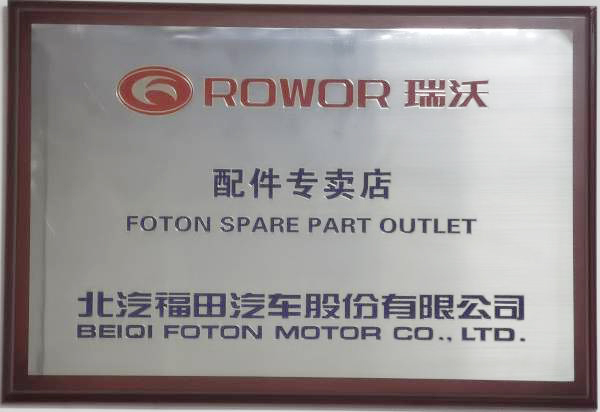 ROWOR 瑞沃
配件专卖店
FOTON SPARE PART OUTLET
北汽福田汽车股份有限公司
BEIQI FOTON MOTOR CO., LTD.